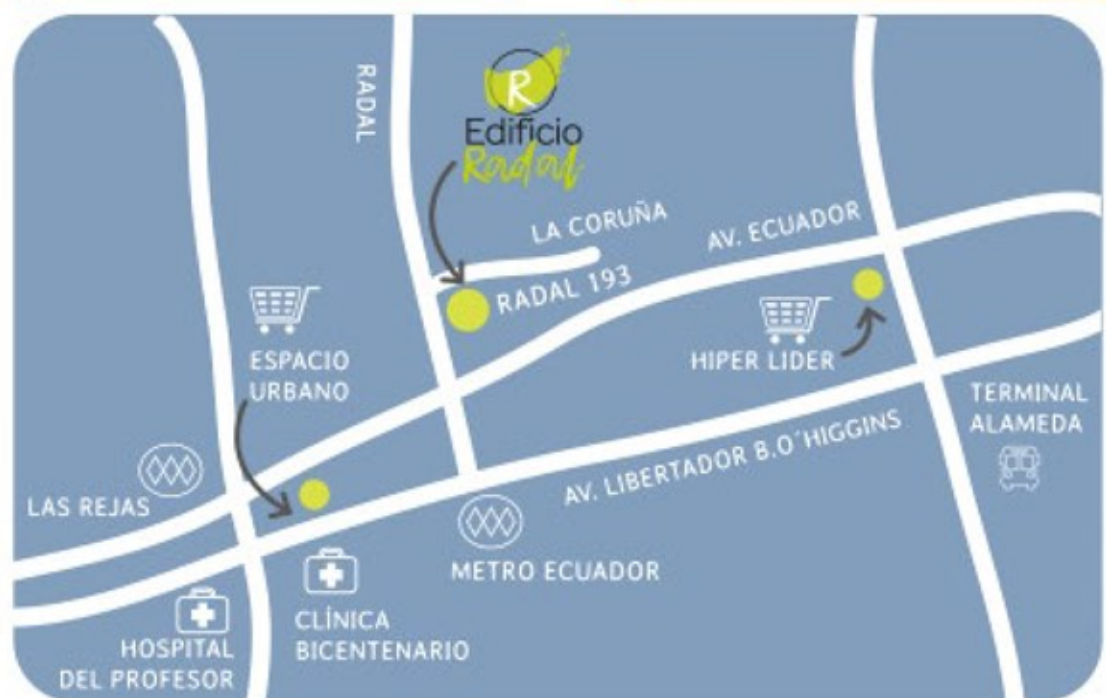 RADAL
R
Edificio
Radal
LA CORUÑA
AV. ECUADOR
RADAL 193
ESPACIO
URBANO
HIPER LIDER
TERMINAL
ALAMEDA
AV. LIBERTADOR B.O´HIGGINS
LAS REJAS
METRO ECUADOR
CLÍNICA
BICENTENARIO
HOSPITAL
DEL PROFESOR